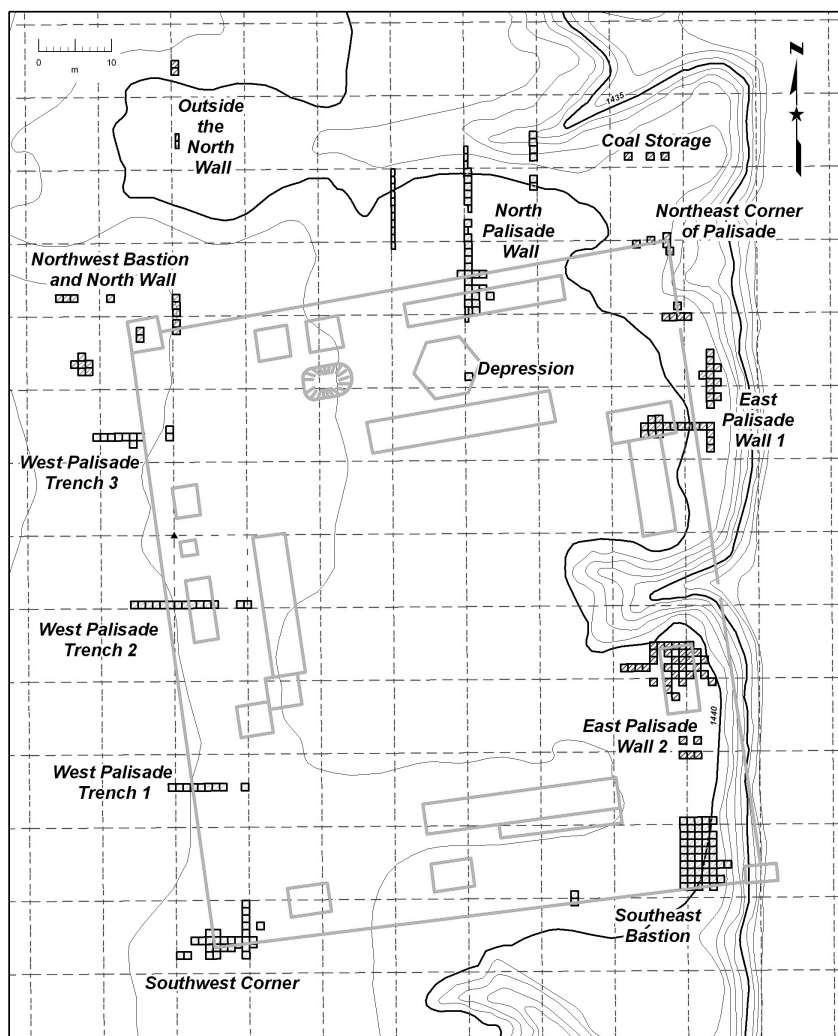 0 10
m
Outside
the
North
Wall
1435
Coal Storage
N
North
Palisade
Wall
Northeast Corner
of Palisade
Northwest Bastion
and North Wall
Depression
East
Palisade
Wall 1
West Palisade
Trench 3
West Palisade
Trench 2
1440
East Palisade
Wall 2
West Palisade
Trench 1
Southeast
Bastion
Southwest Corner